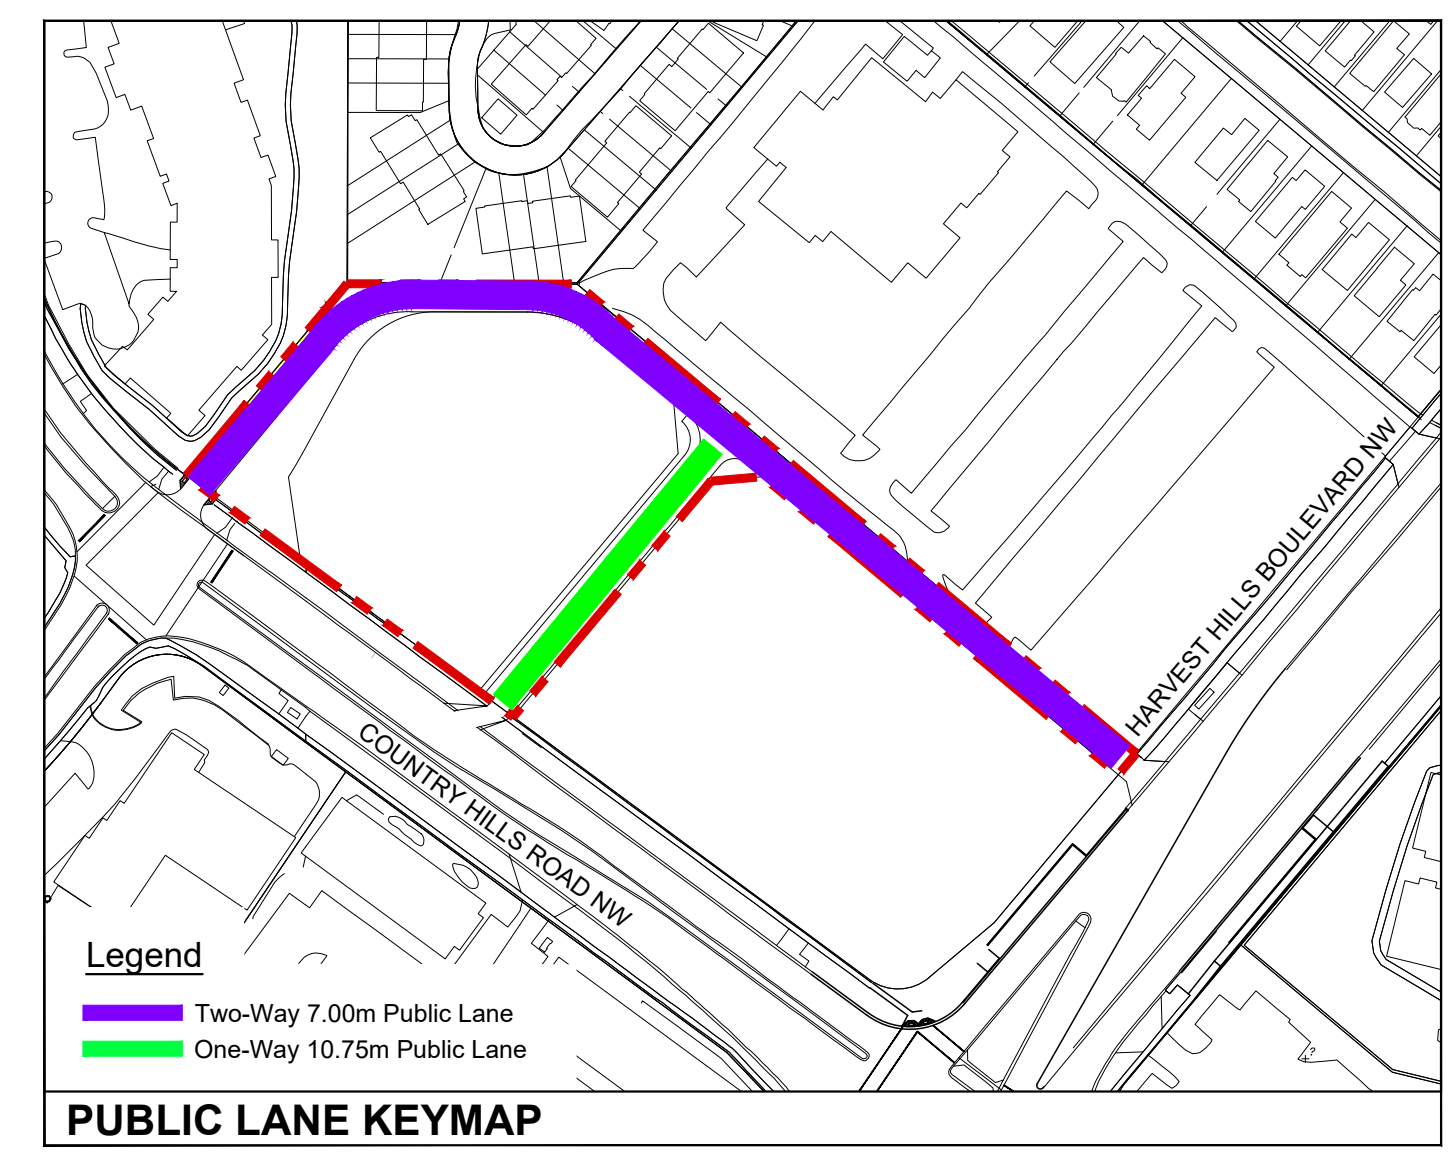 HARVEST HILLS BOULEVARD NW
COUNTRY HILLS ROAD NW
Legend
Two-Way 7.00m Public Lane
One-Way 10.75m Public Lane
?
PUBLIC LANE KEYMAP